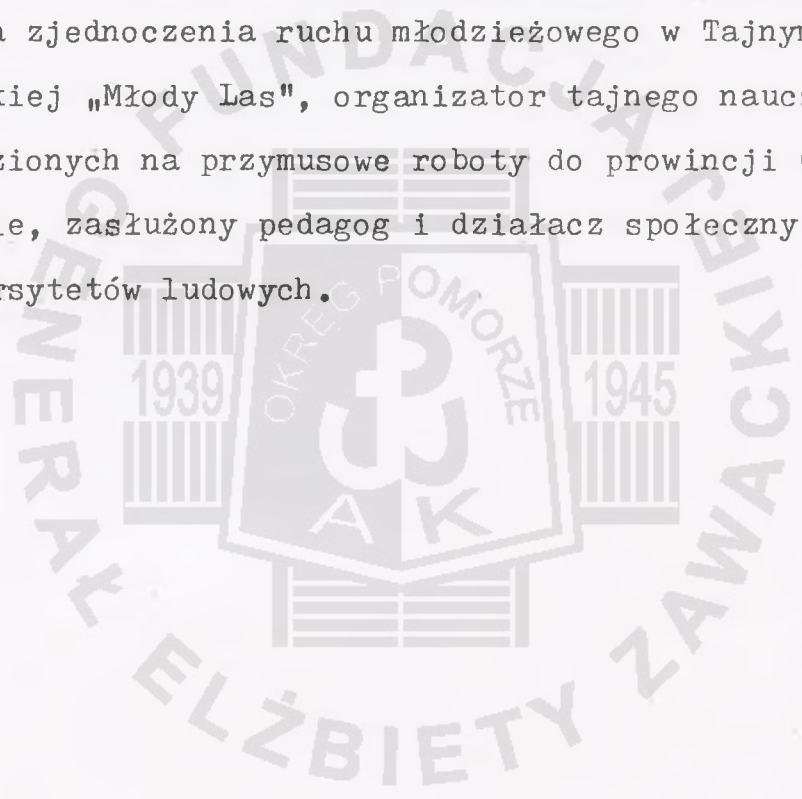 zjednoczenia ruchu młodzieżowego w Tajny
kiej „Młody Las", organizator tajnego nauc
zionych na przymusowe roboty do prowincji
e, zasłużony pedagog i działacz społeczny
rsytetów ludowych.
FUNDACJA GENERAŁ ELŻBIETY ZAWACKIEJ
OKRĘG POMORZE
1939 1945
AK